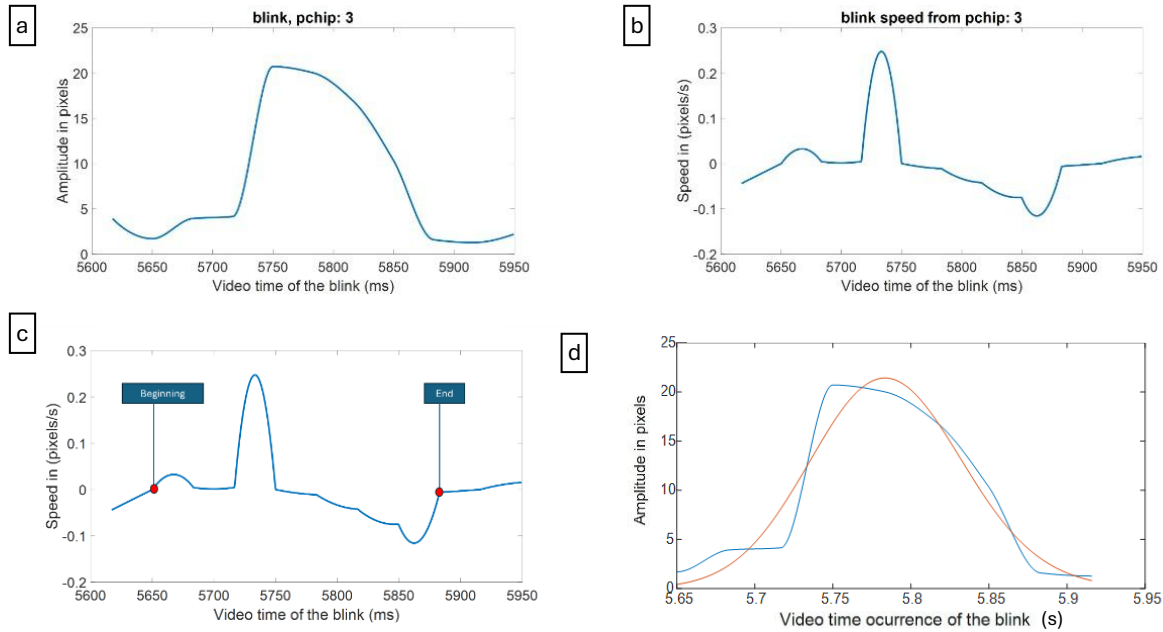 a
blink, pchip: 3
25
20
15
10
5
0
Amplitude in pixels
5600 5650 5700 5750 5800 5850 5900 5950
Video time of the blink (ms)
b
blink speed from pchip: 3
0.3
0.2
0.1
0
-0.1
-0.2
Speed in (pixels/s)
5600 5650 5700 5750 5800 5850 5900 5950
Video time of the blink (ms)
c
0.3
0.2
0.1
0
-0.1
-0.2
Speed in (pixels/s)
Beginning
End
5600 5650 5700 5750 5800 5850 5900 5950
Video time of the blink (ms)
d
25
20
15
10
5
0
Amplitude in pixels
5.65 5.7 5.75 5.8 5.85 5.9 5.95
Video time ocurrence of the blink (s)